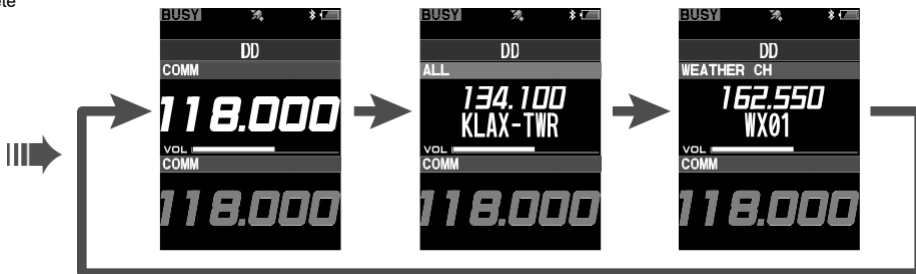 ete
BUSY
DD
COMM
118.000
VOL
COMM
118.000
BUSY
DD
ALL
134.100
KLAX-TWR
VOL
COMM
118.000
BUSY
DD
WEATHER CH
162.550
WX01
VOL
COMM
118.000